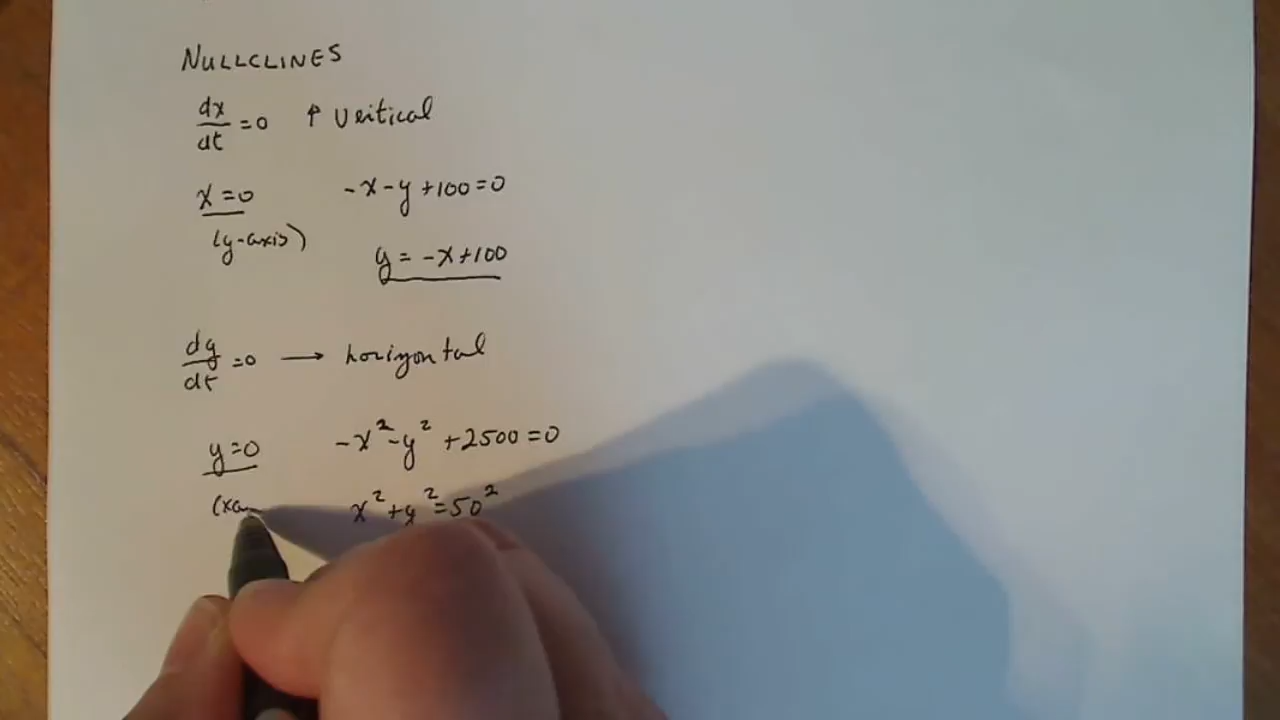 NULLCLINES
dx/dt =0 ↑ Vertical
x=0 -x-y+100=0
(y-axis) y = -x+100
dy/dt =0 → horizontal
y=0 -x²-y²+2500=0
(xa x²+y²=50²